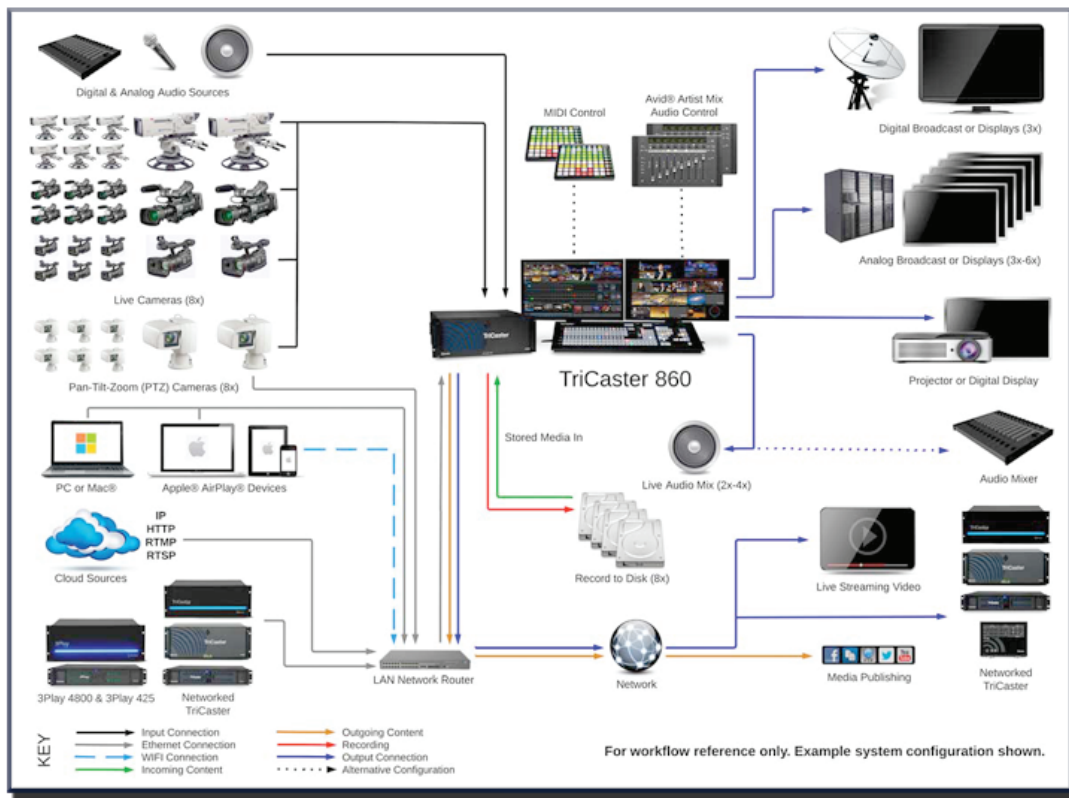 Digital & Analog Audio Sources
MIDI Control
Avid® Artist Mix
Audio Control
Digital Broadcast or Displays (3x)
Live Cameras (8x)
Analog Broadcast or Displays (3x-6x)
TriCaster
TriCaster 860
Pan-Tilt-Zoom (PTZ) Cameras (8x)
Projector or Digital Display
Stored Media In
PC or Mac®
Apple® AirPlay® Devices
Live Audio Mix (2x-4x)
Audio Mixer
IP
HTTP
RTMP
RTSP
Cloud Sources
Record to Disk (8x)
Live Streaming Video
TriCaster
3Play
TriCaster
TriCaster
TriCaster
3Play 4800 & 3Play 425
Networked
TriCaster
LAN Network Router
Network
Media Publishing
Networked
TriCaster
KEY
Input Connection
Ethernet Connection
WIFI Connection
Incoming Content
Outgoing Content
Recording
Output Connection
Alternative Configuration
For workflow reference only. Example system configuration shown.